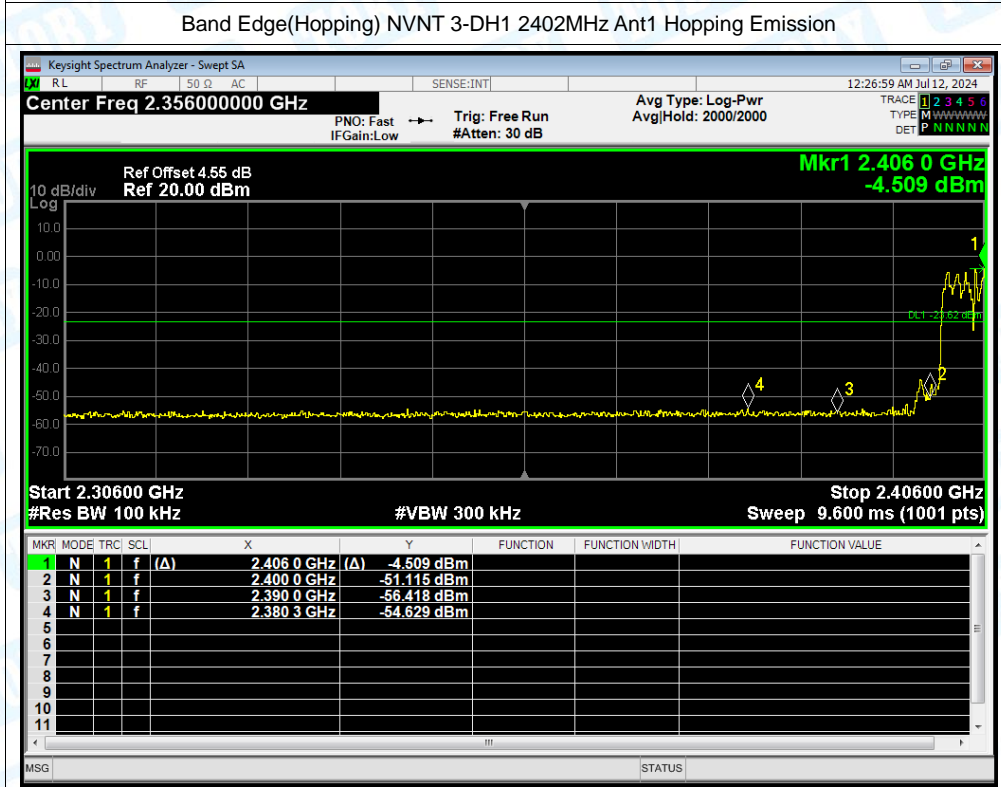 Band Edge(Hopping) NVNT 3-DH1 2402MHz Ant1 Hopping Emission
Keysight Spectrum Analyzer - Swept SA
LXI RL RF 50 Ω AC SENSE:INT 12:26:59 AM Jul 12, 2024
Center Freq 2.356000000 GHz Avg Type: Log-Pwr TRACE 1 2 3 4 5 6
PNO: Fast Trig: Free Run Avg|Hold: 2000/2000 TYPE M WWWWW
IFGain:Low #Atten: 30 dB DET P N N N N N
Mkr1 2.406 0 GHz
Ref Offset 4.55 dB
10 dB/div Ref 20.00 dBm -4.509 dBm
Log
10.0
1
0.00
-10.0
-20.0
DL1 -23.62 dBm
-30.0
-40.0
4 3 2
-50.0
-60.0
-70.0
Start 2.30600 GHz Stop 2.40600 GHz
#Res BW 100 kHz #VBW 300 kHz Sweep 9.600 ms (1001 pts)
MKR MODE TRC SCL X Y FUNCTION FUNCTION WIDTH FUNCTION VALUE
1 N 1 f (Δ) 2.406 0 GHz (Δ) -4.509 dBm
2 N 1 f 2.400 0 GHz -51.115 dBm
3 N 1 f 2.390 0 GHz -56.418 dBm
4 N 1 f 2.380 3 GHz -54.629 dBm
5
6
7
8
9
10
11
MSG STATUS